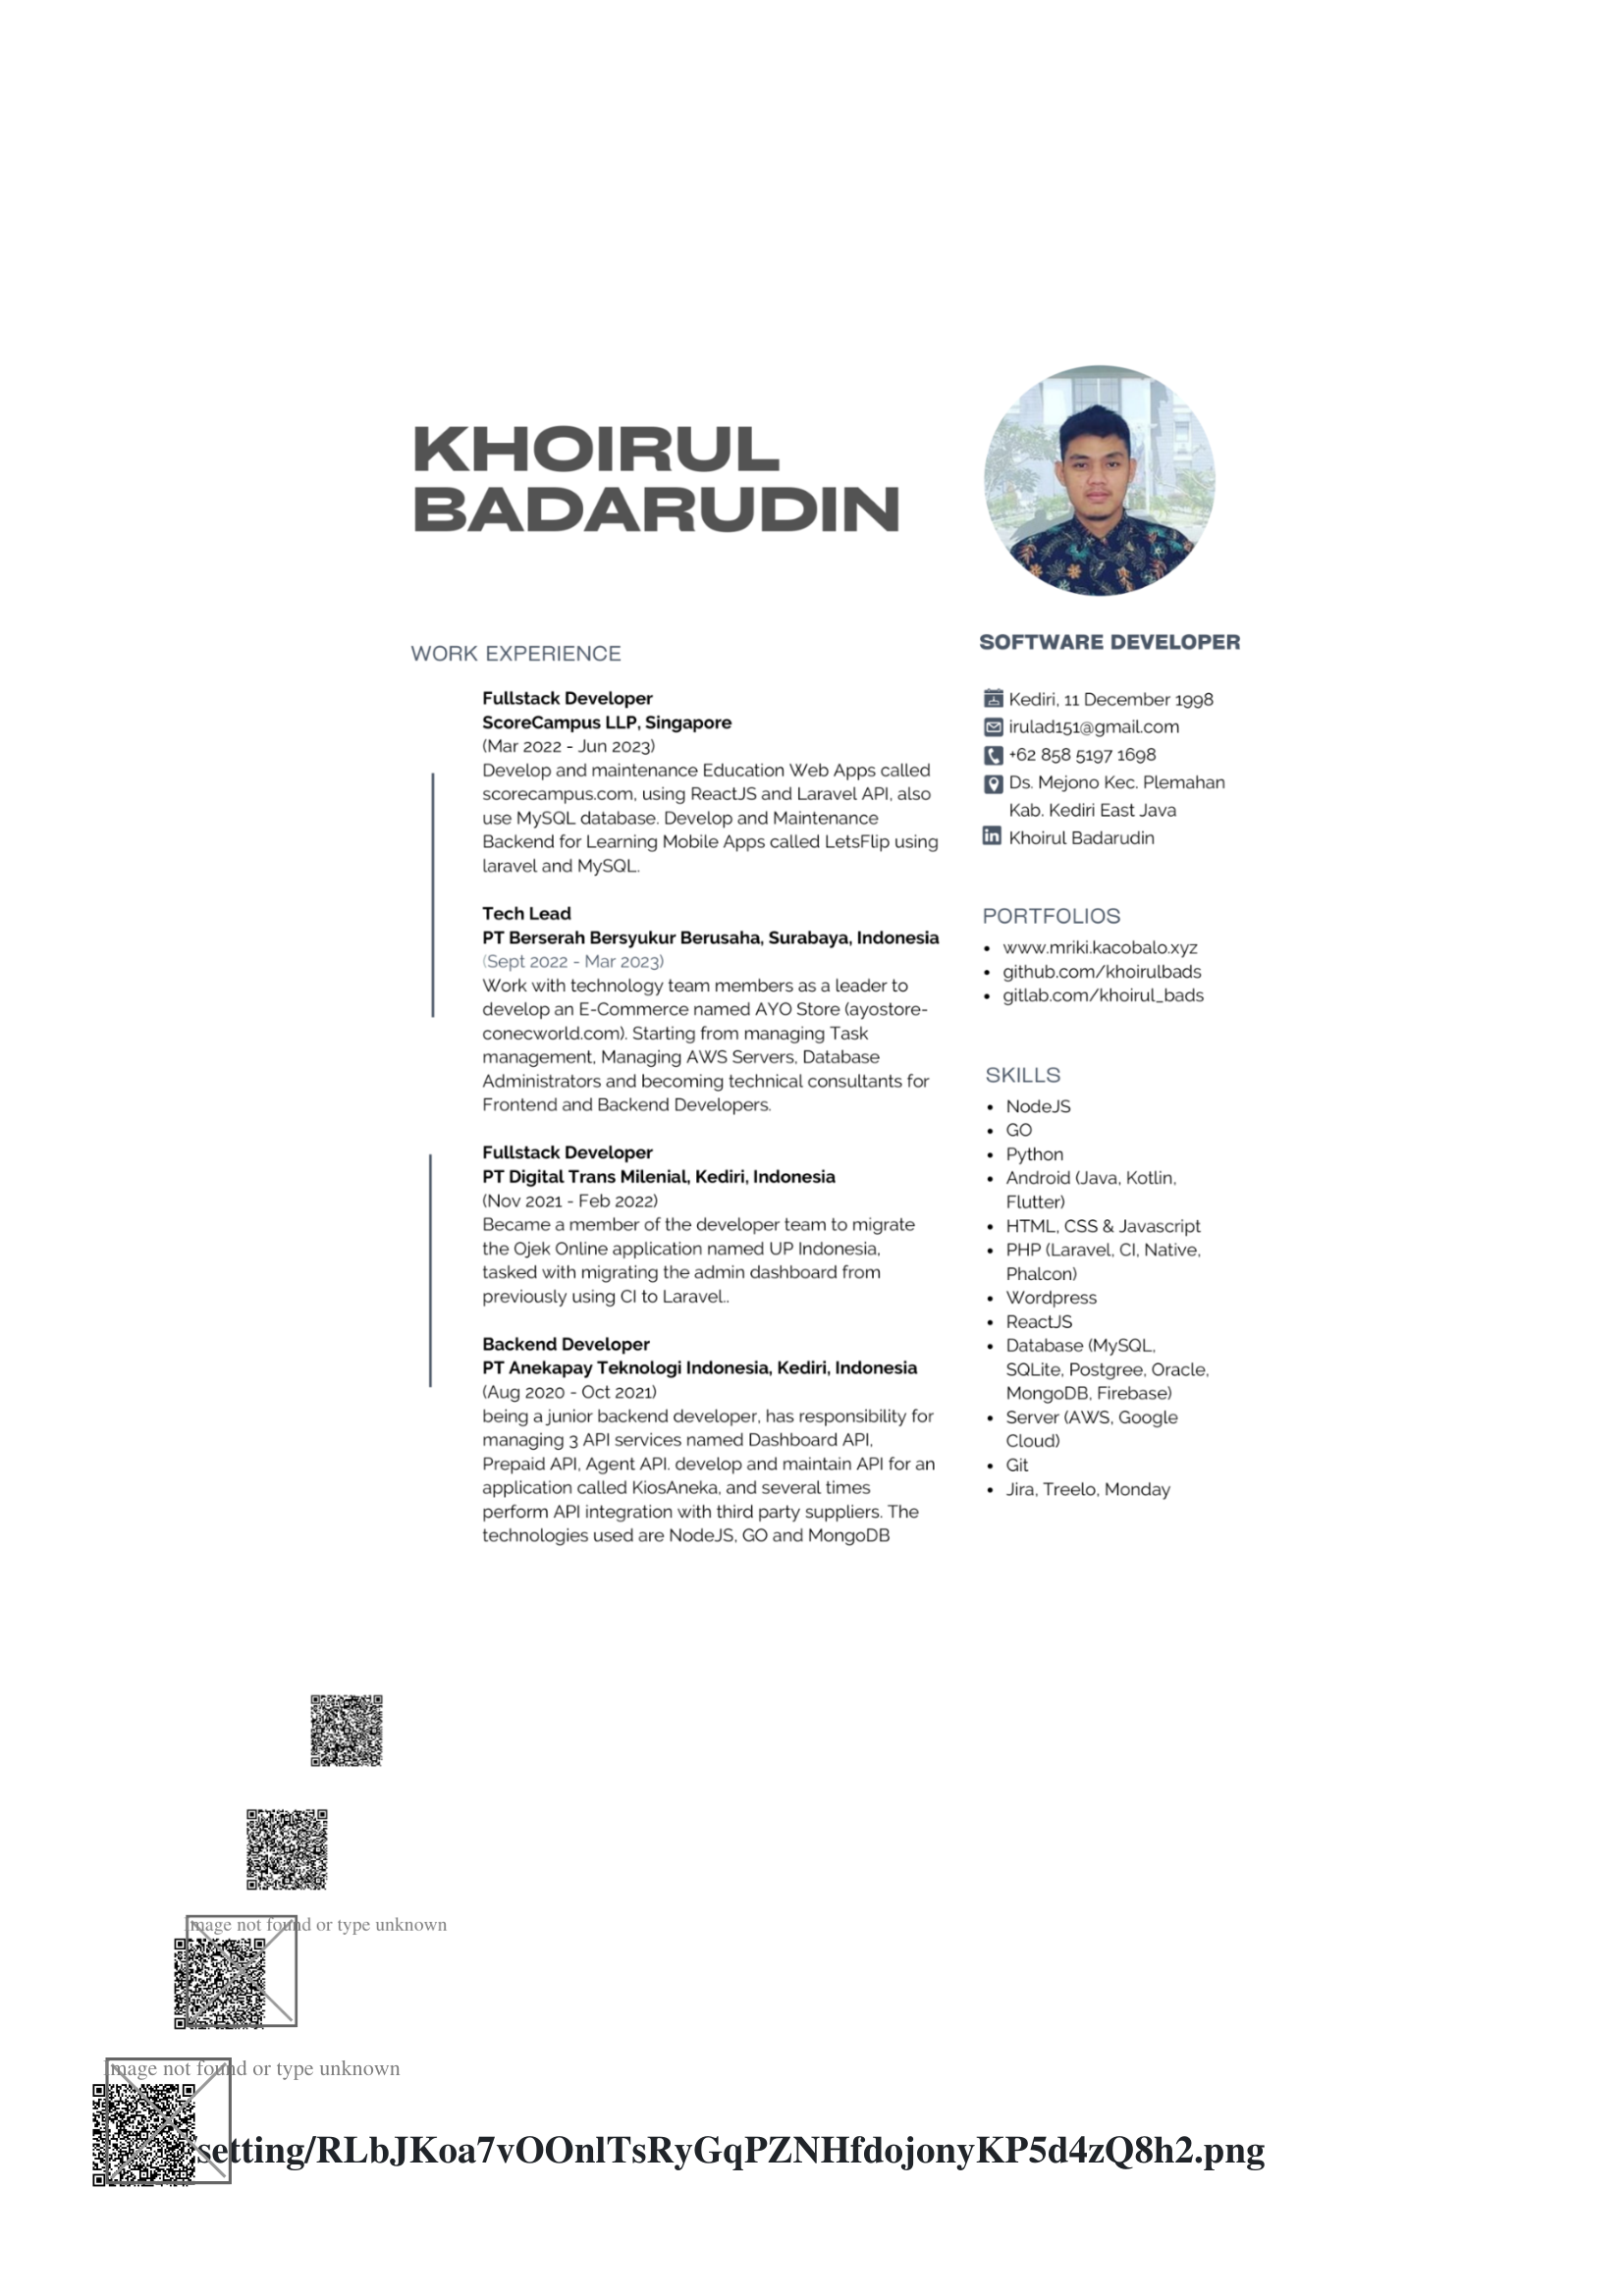 KHOIRUL
BADARUDIN
WORK EXPERIENCE
Fullstack Developer
ScoreCampus LLP, Singapore
(Mar 2022 - Jun 2023)
Develop and maintenance Education Web Apps called
scorecampus.com, using ReactJS and Laravel API, also
use MySQL database. Develop and Maintenance
Backend for Learning Mobile Apps called LetsFlip using
laravel and MySQL.
Tech Lead
PT Berserah Bersyukur Berusaha, Surabaya, Indonesia
(Sept 2022 - Mar 2023)
Work with technology team members as a leader to
develop an E-Commerce named AYO Store (ayostore-
conecworld.com). Starting from managing Task
management, Managing AWS Servers, Database
Administrators and becoming technical consultants for
Frontend and Backend Developers.
Fullstack Developer
PT Digital Trans Milenial, Kediri, Indonesia
(Nov 2021 - Feb 2022)
Became a member of the developer team to migrate
the Ojek Online application named UP Indonesia,
tasked with migrating the admin dashboard from
previously using CI to Laravel..
Backend Developer
PT Anekapay Teknologi Indonesia, Kediri, Indonesia
(Aug 2020 - Oct 2021)
being a junior backend developer, has responsibility for
managing 3 API services named Dashboard API,
Prepaid API, Agent API. develop and maintain API for an
application called KiosAneka, and several times
perform API integration with third party suppliers. The
technologies used are NodeJS, GO and MongoDB
SOFTWARE DEVELOPER
Kediri, 11 December 1998
irulad151@gmail.com
+62 858 5197 1698
Ds. Mejono Kec. Plemahan
Kab. Kediri East Java
in Khoirul Badarudin
PORTFOLIOS
• www.mriki.kacobalo.xyz
• github.com/khoirulbads
• gitlab.com/khoirul_bads
SKILLS
• NodeJS
• GO
• Python
• Android (Java, Kotlin,
Flutter)
• HTML, CSS & Javascript
• PHP (Laravel, CI, Native,
Phalcon)
• Wordpress
• ReactJS
• Database (MySQL,
SQLite, Postgree, Oracle,
MongoDB, Firebase)
• Server (AWS, Google
Cloud)
• Git
• Jira, Treelo, Monday
Image not found or type unknown
Image not found or type unknown
setting/RLbJKoa7vOOnlTsRyGqPZNHfdojonyKP5d4zQ8h2.png